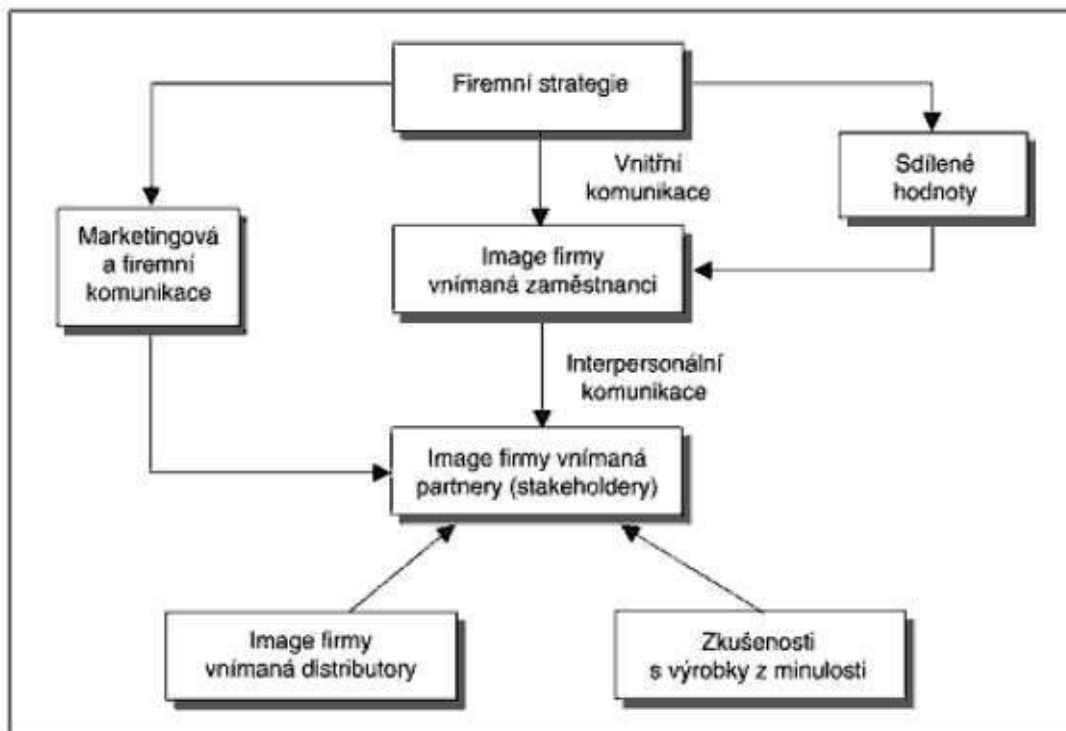 Firemní strategie
Vnitřní
komunikace
Sdílené
hodnoty
Marketingová
a firemní
komunikace
Image firmy
vnímaná zaměstnanci
Interpersonální
komunikace
Image firmy vnímaná
partnery (stakeholdery)
Image firmy
vnímaná distributory
Zkušenosti
s výrobky z minulosti